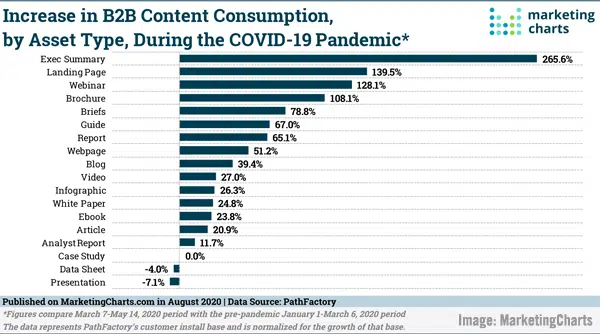 Increase in B2B Content Consumption,
by Asset Type, During the COVID-19 Pandemic*
marketing
charts
Exec Summary 265.6%
Landing Page 139.5%
Webinar 128.1%
Brochure 108.1%
Briefs 78.8%
Guide 67.0%
Report 65.1%
Webpage 51.2%
Blog 39.4%
Video 27.0%
Infographic 26.3%
White Paper 24.8%
Ebook 23.8%
Article 20.9%
Analyst Report 11.7%
Case Study 0.0%
Data Sheet -4.0%
Presentation -7.1%
Published on MarketingCharts.com in August 2020 | Data Source: PathFactory
*Figures compare March 7-May 14, 2020 period with the pre-pandemic January 1-March 6, 2020 period
The data represents PathFactory's customer install base and is normalized for the growth of that base.
Image: MarketingCharts